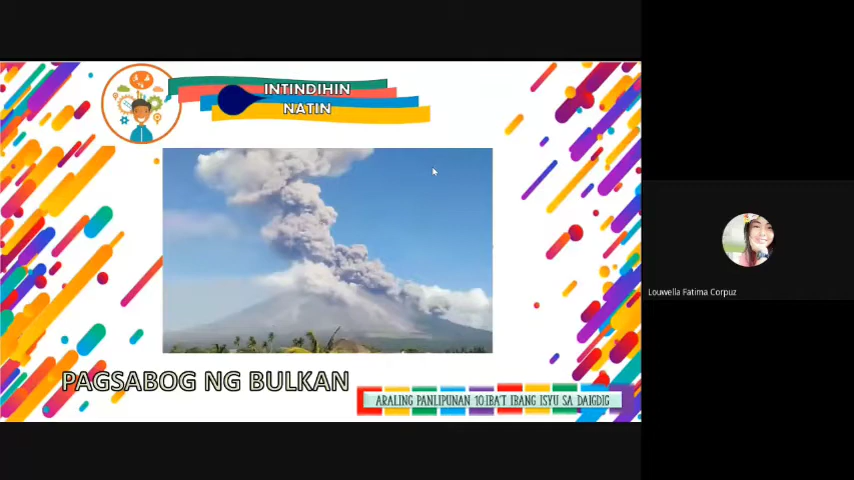 INTINDIHIN
NATIN
PAGSABOG NG BULKAN
ARALING PANLIPUNAN 10:IBA'T IBANG ISYU SA DAIGDIG
Louwella Fatima Corpuz